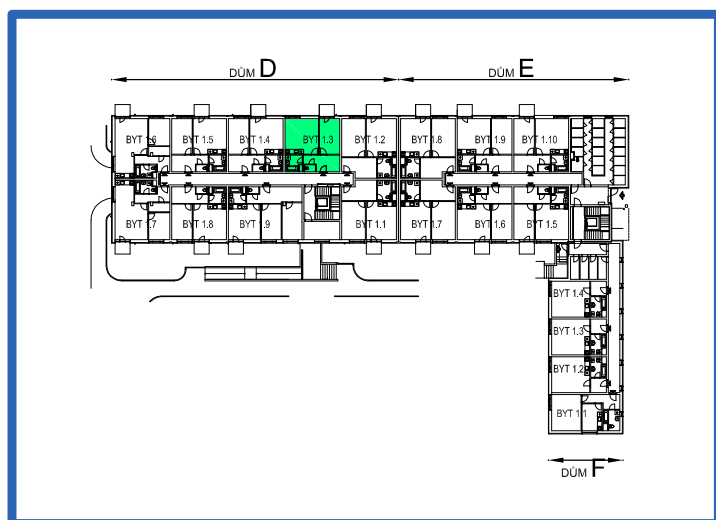 DŮM D DŮM E
BYT 1.6 BYT 1.5 BYT 1.4 BYT 1.3 BYT 1.2 BYT 1.8 BYT 1.9 BYT 1.10
BYT 1.7 BYT 1.8 BYT 1.9 BYT 1.1 BYT 1.7 BYT 1.6 BYT 1.5
BYT 1.4
BYT 1.3
BYT 1.2
BYT 1.1
DŮM F